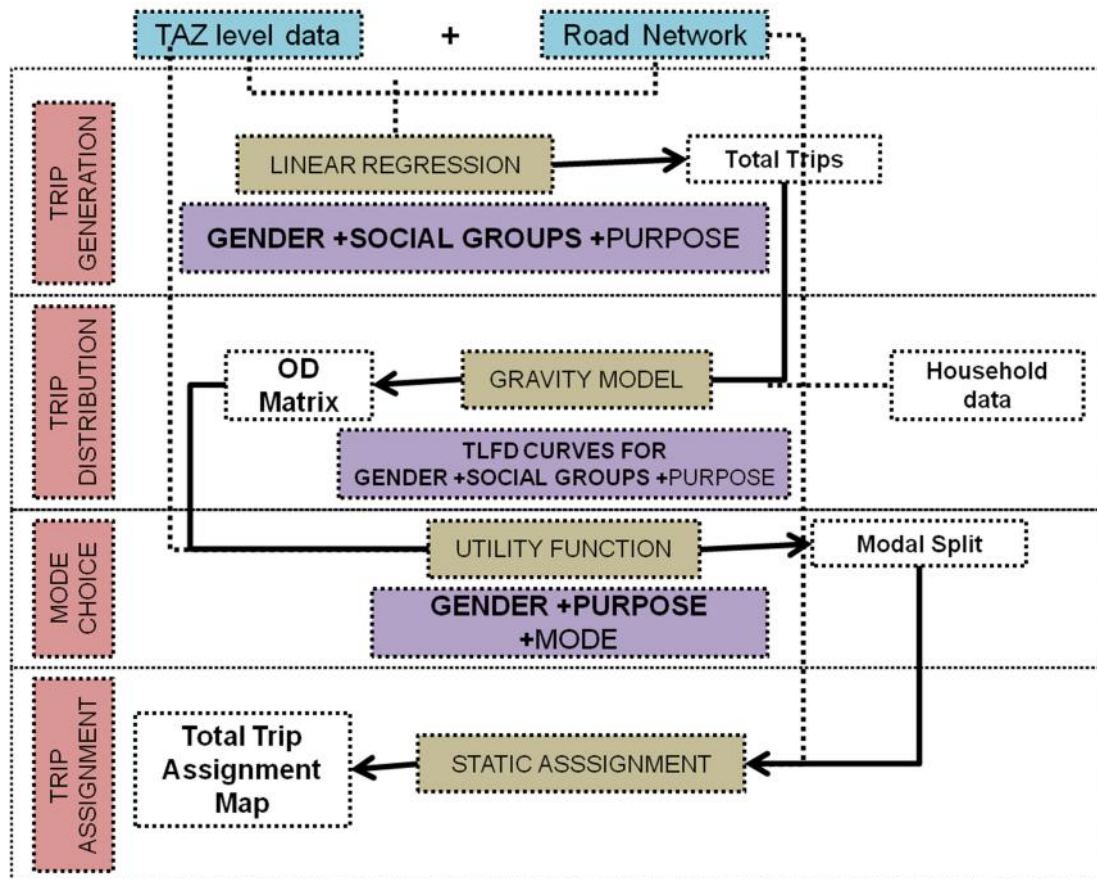 TAZ level data + Road Network
TRIP
GENERATION
LINEAR REGRESSION
Total Trips
GENDER +SOCIAL GROUPS +PURPOSE
TRIP
DISTRIBUTION
OD
Matrix
GRAVITY MODEL
Household
data
TLFD CURVES FOR
GENDER +SOCIAL GROUPS +PURPOSE
MODE
CHOICE
UTILITY FUNCTION
Modal Split
GENDER +PURPOSE
+MODE
TRIP
ASSIGNMENT
Total Trip
Assignment
Map
STATIC ASSSIGNMENT